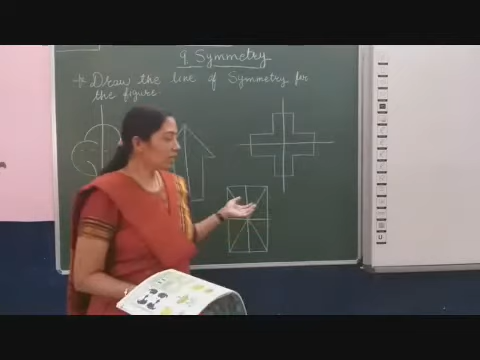 9. Symmetry
* Draw the line of Symmetry for
the figure.